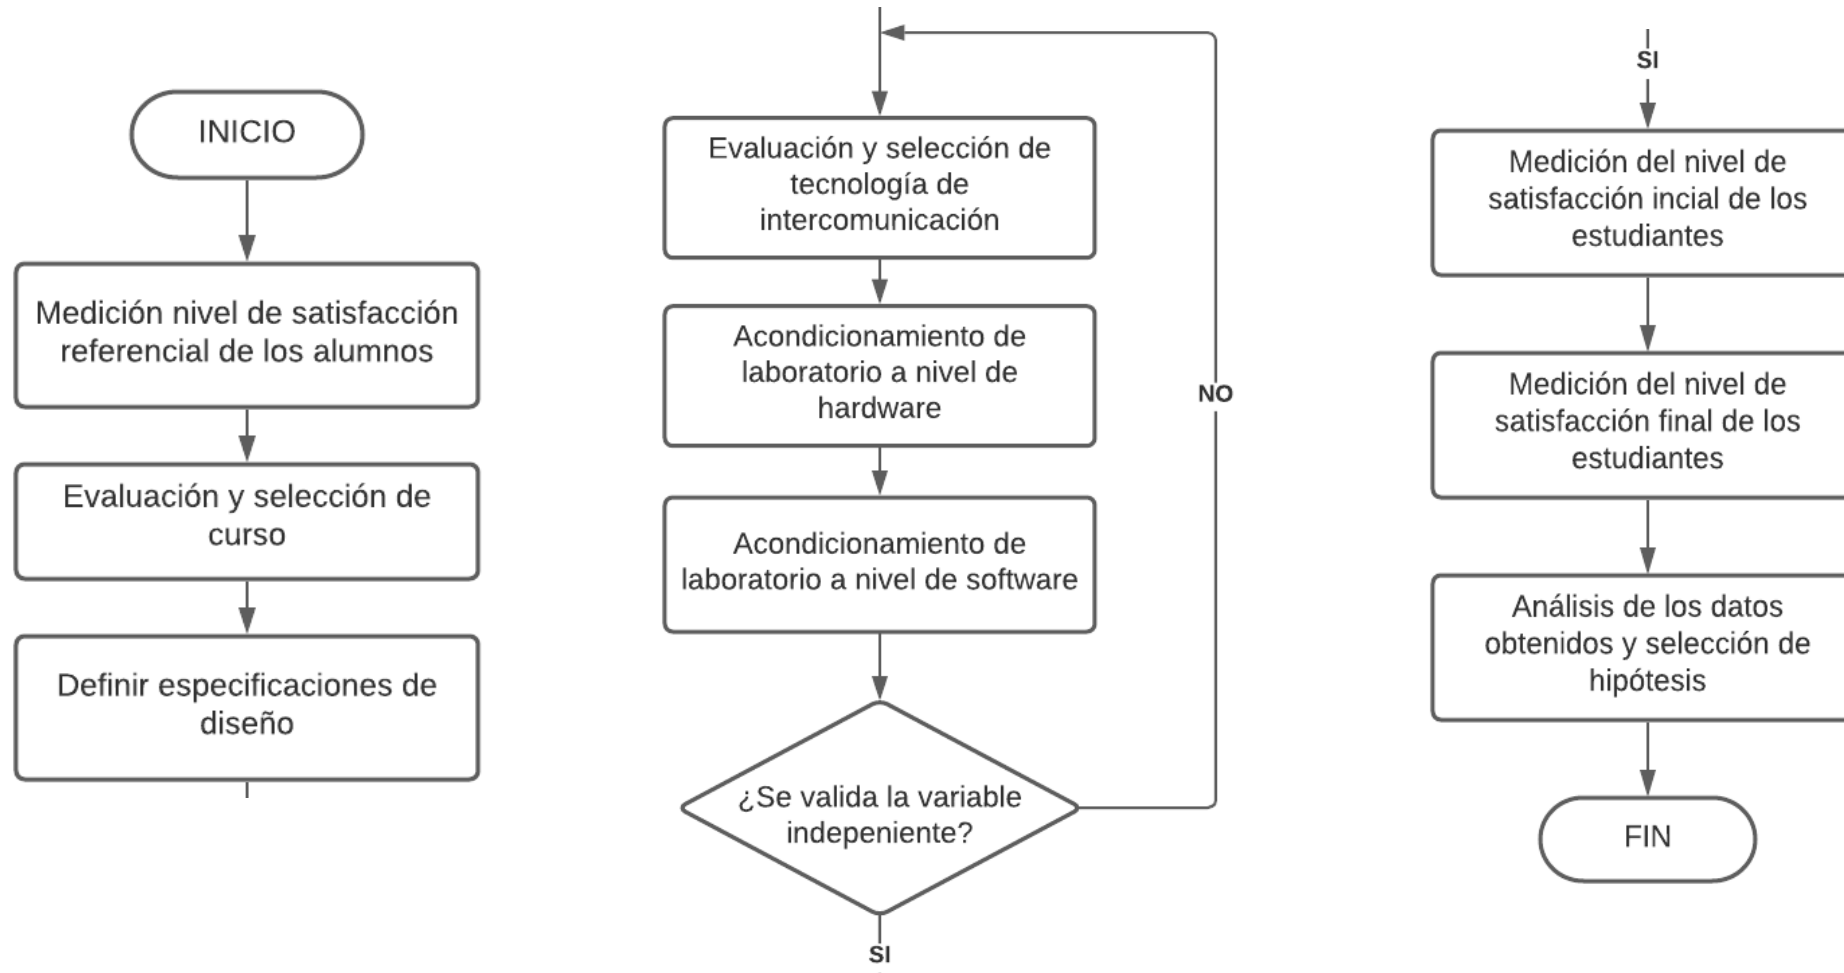 INICIO
Medición nivel de satisfacción
referencial de los alumnos
Evaluación y selección de
curso
Definir especificaciones de
diseño
Evaluación y selección de
tecnología de
intercomunicación
Acondicionamiento de
laboratorio a nivel de
hardware
Acondicionamiento de
laboratorio a nivel de software
¿Se valida la variable
indepeniente?
NO
SI
SI
Medición del nivel de
satisfacción incial de los
estudiantes
Medición del nivel de
satisfacción final de los
estudiantes
Análisis de los datos
obtenidos y selección de
hipótesis
FIN